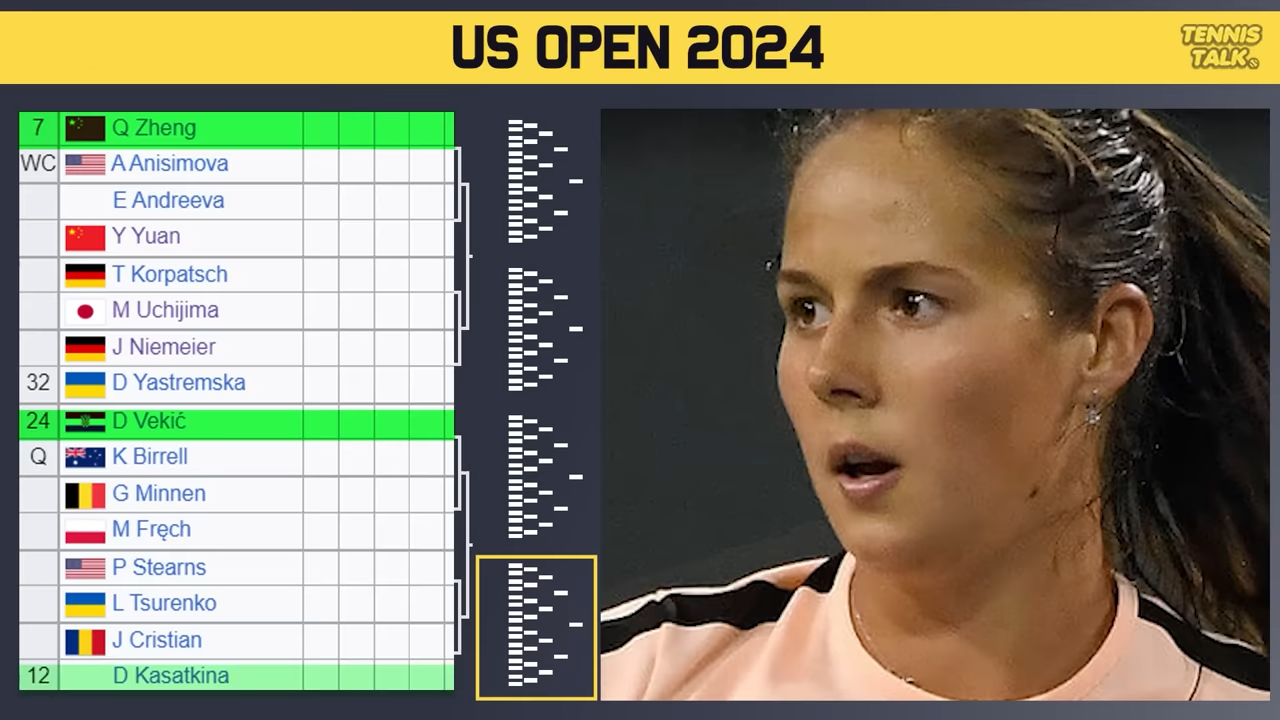 US OPEN 2024
TENNIS
TALK
7 Q Zheng
WC A Anisimova
E Andreeva
Y Yuan
T Korpatsch
M Uchijima
J Niemeier
32 D Yastremska
24 D Vekić
Q K Birrell
G Minnen
M Fręch
P Stearns
L Tsurenko
J Cristian
12 D Kasatkina